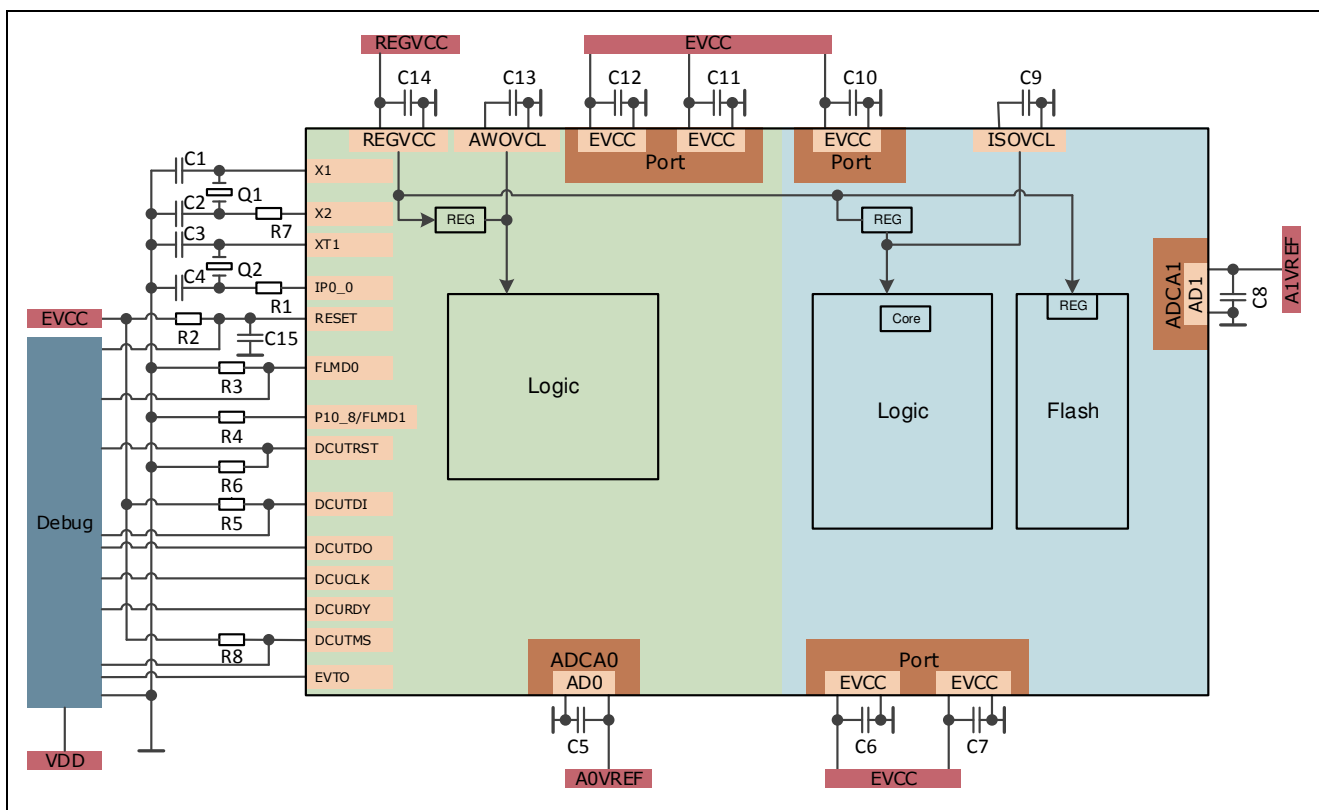 REGVCC
EVCC
C14
C13
C12
C11
C10
C9
REGVCC
AWOVCL
EVCC
EVCC
Port
EVCC
Port
ISOVCL
C1
X1
Q1
C2
X2
R7
C3
XT1
Q2
C4
IP0_0
R1
EVCC
RESET
R2
C15
FLMD0
R3
P10_8/FLMD1
R4
DCUTRST
R6
DCUTDI
R5
Debug
DCUTDO
DCUCLK
DCURDY
DCUTMS
R8
EVTO
VDD
REG
REG
Logic
Core
Logic
REG
Flash
ADCA1
AD1
C8
A1VREF
ADCA0
AD0
C5
A0VREF
Port
EVCC
EVCC
C6
C7
EVCC